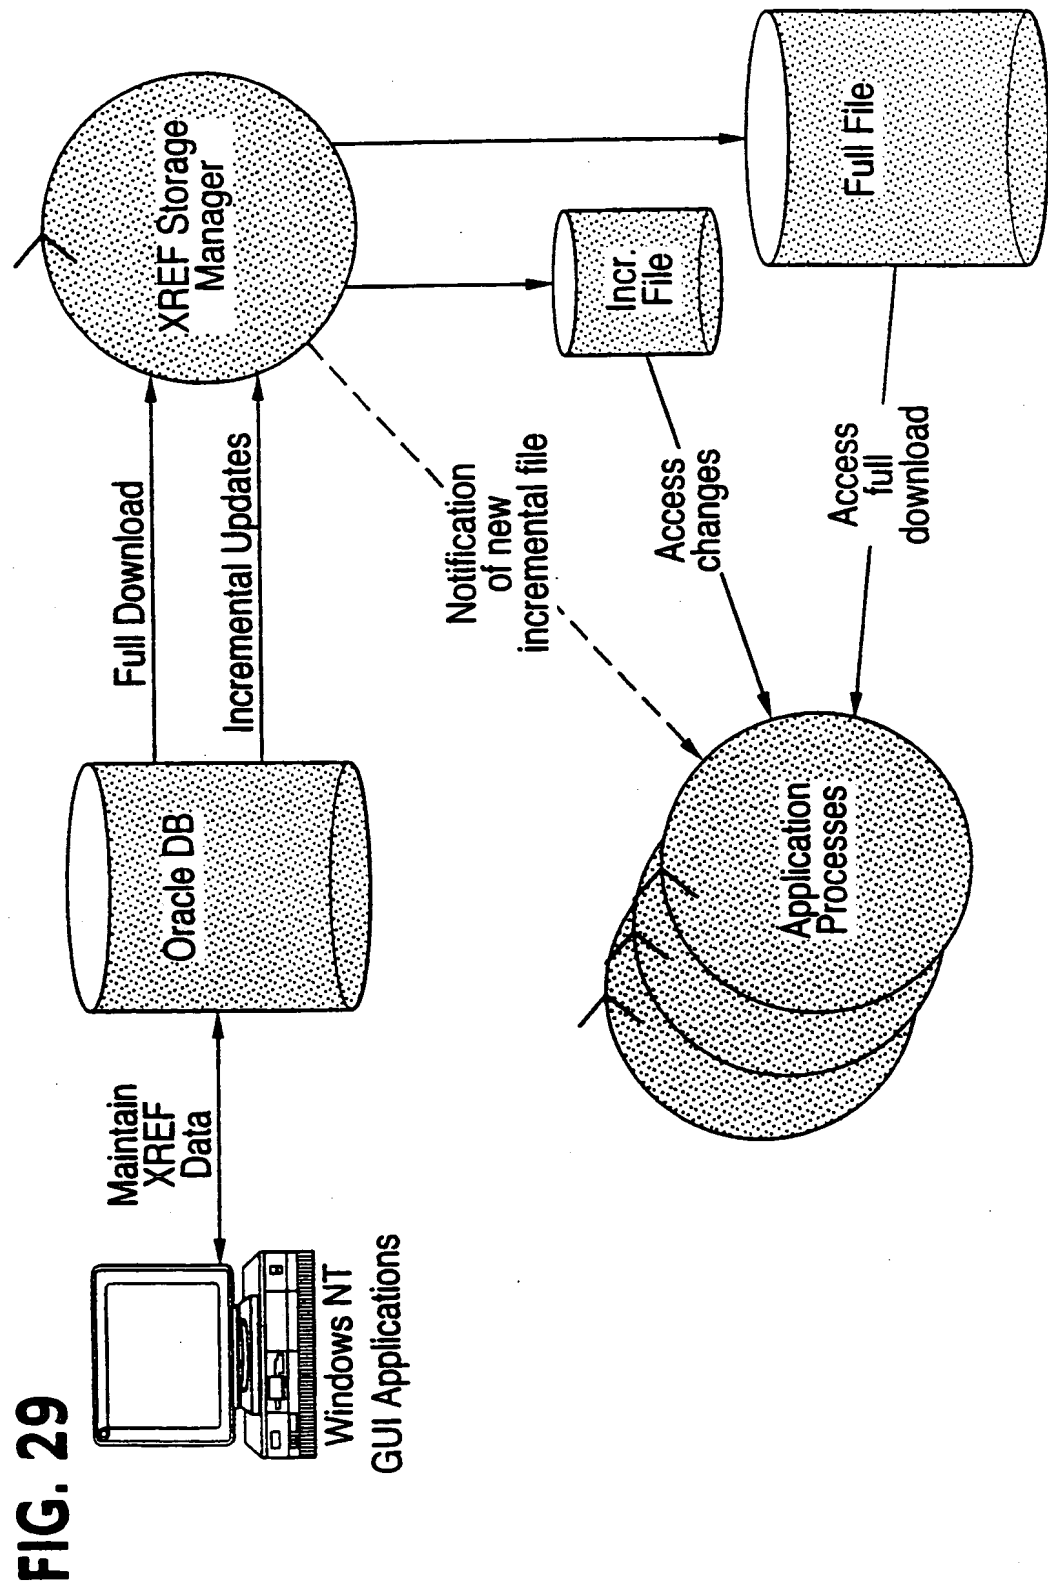 FIG. 29
Windows NT
GUI Applications
Maintain
XREF
Data
Oracle DB
Full Download
Incremental Updates
XREF Storage
Manager
Notification
of new
incremental file
Incr.
File
Access
changes
Full File
Access
full
download
Application
Processes